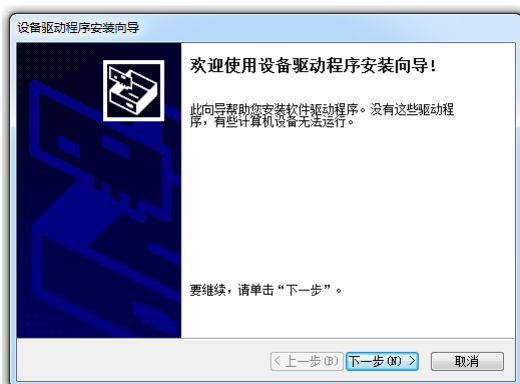 设备驱动程序安装向导
欢迎使用设备驱动程序安装向导!
此向导帮助您安装软件驱动程序。没有这些驱动程
序，有些计算机设备无法运行。
要继续，请单击“下一步”。
< 上一步(B) 下一步(N) > 取消